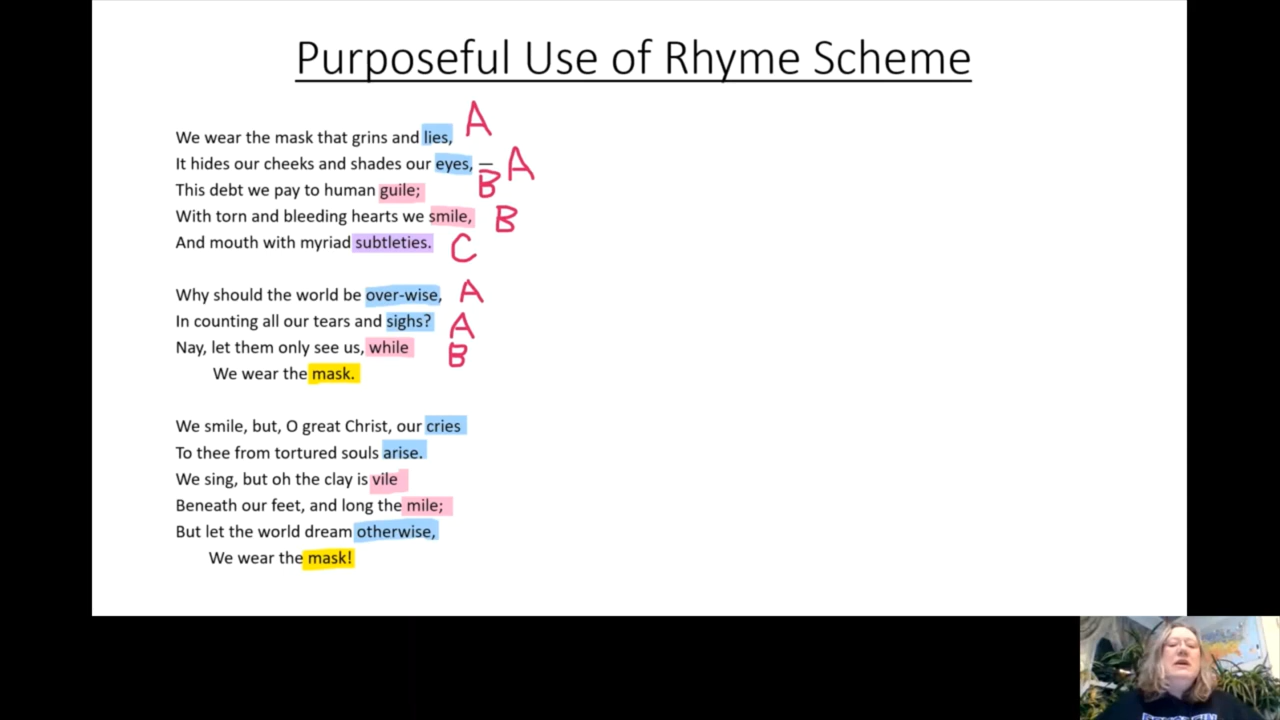 Purposeful Use of Rhyme Scheme
We wear the mask that grins and lies, A
It hides our cheeks and shades our eyes,— A
This debt we pay to human guile; B
With torn and bleeding hearts we smile, B
And mouth with myriad subtleties. C
Why should the world be over-wise, A
In counting all our tears and sighs? A
Nay, let them only see us, while B
We wear the mask.
We smile, but, O great Christ, our cries
To thee from tortured souls arise.
We sing, but oh the clay is vile
Beneath our feet, and long the mile;
But let the world dream otherwise,
We wear the mask!